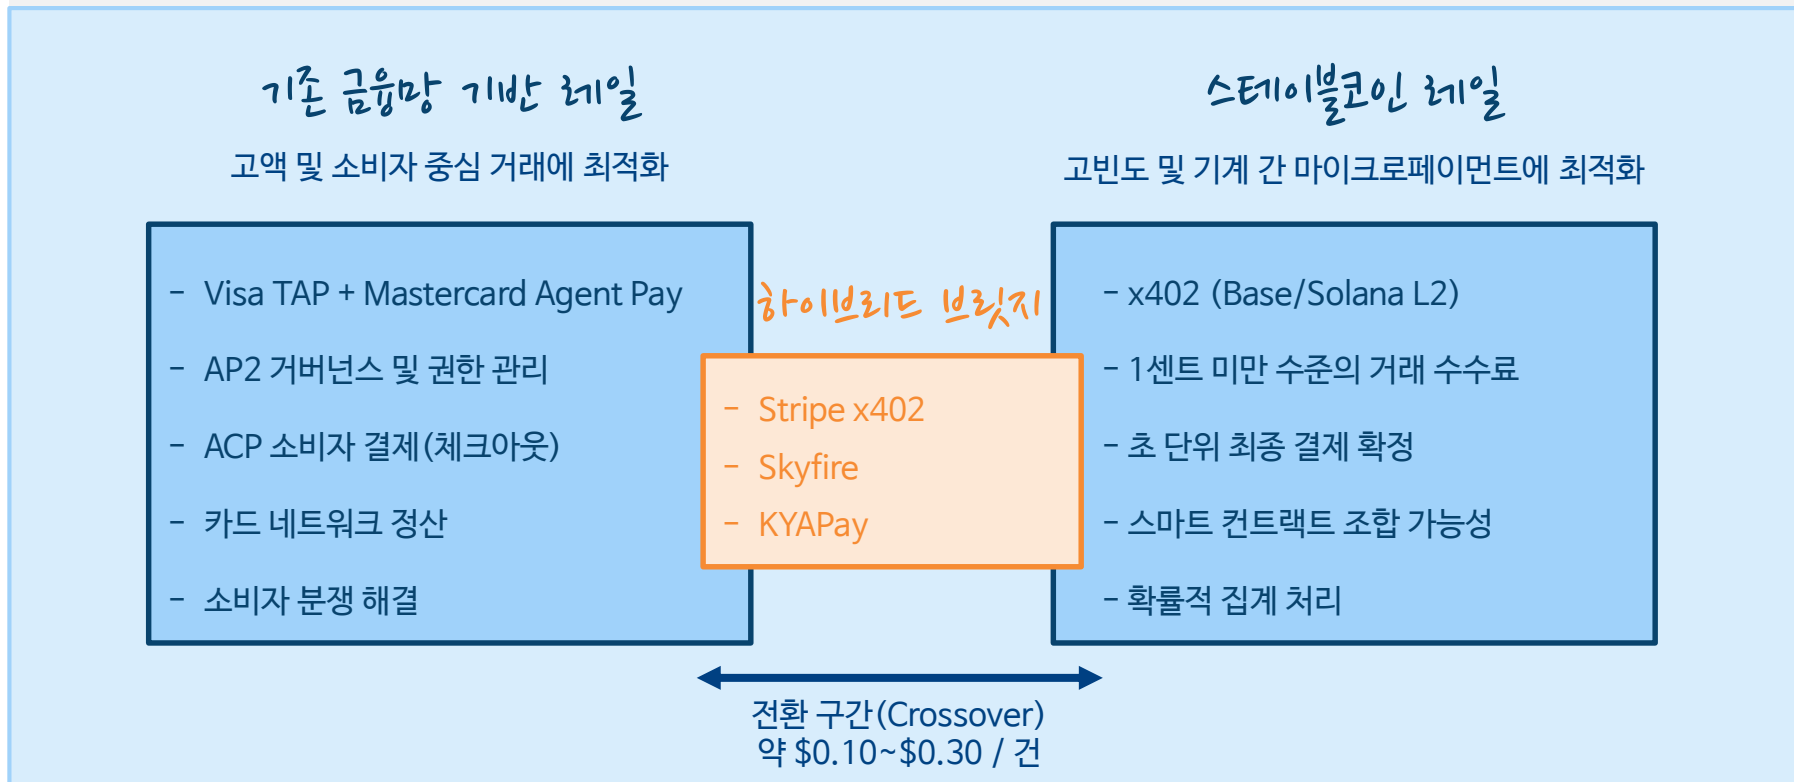 기존 금융망 기반 레일
고액 및 소비자 중심 거래에 최적화
- Visa TAP + Mastercard Agent Pay
- AP2 거버넌스 및 권한 관리
- ACP 소비자 결제(체크아웃)
- 카드 네트워크 정산
- 소비자 분쟁 해결
하이브리드 브릿지
- Stripe x402
- Skyfire
- KYAPay
스테이블코인 레일
고빈도 및 기계 간 마이크로페이먼트에 최적화
- x402 (Base/Solana L2)
- 1센트 미만 수준의 거래 수수료
- 초 단위 최종 결제 확정
- 스마트 컨트랙트 조합 가능성
- 확률적 집계 처리
전환 구간(Crossover)
약 $0.10~$0.30 / 건